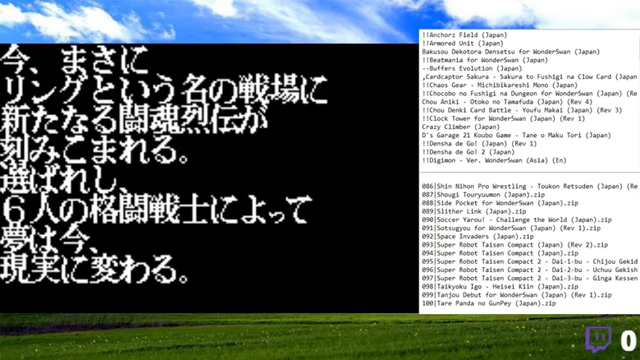 今、まさに
リングという名の戦場に
新たなる闘魂烈伝が
刻みこまれる。
選ばれし、
6人の格闘戦士によって
夢は今、
現実に変わる。
!!Anchorz Field (Japan)
!!Armored Unit (Japan)
Bakusou Dekotora Densetsu for WonderSwan (Japan)
!!Beatmania for WonderSwan (Japan)
--Buffers Evolution (Japan)
,Cardcaptor Sakura - Sakura to Fushigi na Clow Card (Japan
!!Chaos Gear - Michibikareshi Mono (Japan)
!!Chocobo no Fushigi na Dungeon for WonderSwan (Japan) (Re
Chou Aniki - Otoko no Tamafuda (Japan) (Rev 4)
!!Chou Denki Card Battle - Youfu Makai (Japan) (Rev 3)
!!Clock Tower for WonderSwan (Japan) (Rev 1)
Crazy Climber (Japan)
D's Garage 21 Koubo Game - Tane o Maku Tori (Japan)
!!Densha de Go! (Japan) (Rev 1)
!!Densha de Go! 2 (Japan)
!!Digimon - Ver. WonderSwan (Asia) (En)
086|Shin Nihon Pro Wrestling - Toukon Retsuden (Japan) (Re
087|Shougi Touryuumon (Japan).zip
088|Side Pocket for WonderSwan (Japan).zip
089|Slither Link (Japan).zip
090|Soccer Yarou! - Challenge the World (Japan).zip
091|Sotsugyou for WonderSwan (Japan) (Rev 1).zip
092|Space Invaders (Japan).zip
093|Super Robot Taisen Compact (Japan) (Rev 2).zip
094|Super Robot Taisen Compact (Japan).zip
095|Super Robot Taisen Compact 2 - Dai-1-bu - Chijou Gekid
096|Super Robot Taisen Compact 2 - Dai-2-bu - Uchuu Gekish
097|Super Robot Taisen Compact 2 - Dai-3-bu - Ginga Kessen
098|Taikyoku Igo - Heisei Kiin (Japan).zip
099|Tanjou Debut for WonderSwan (Japan) (Rev 1).zip
100|Tare Panda no GunPey (Japan).zip
0